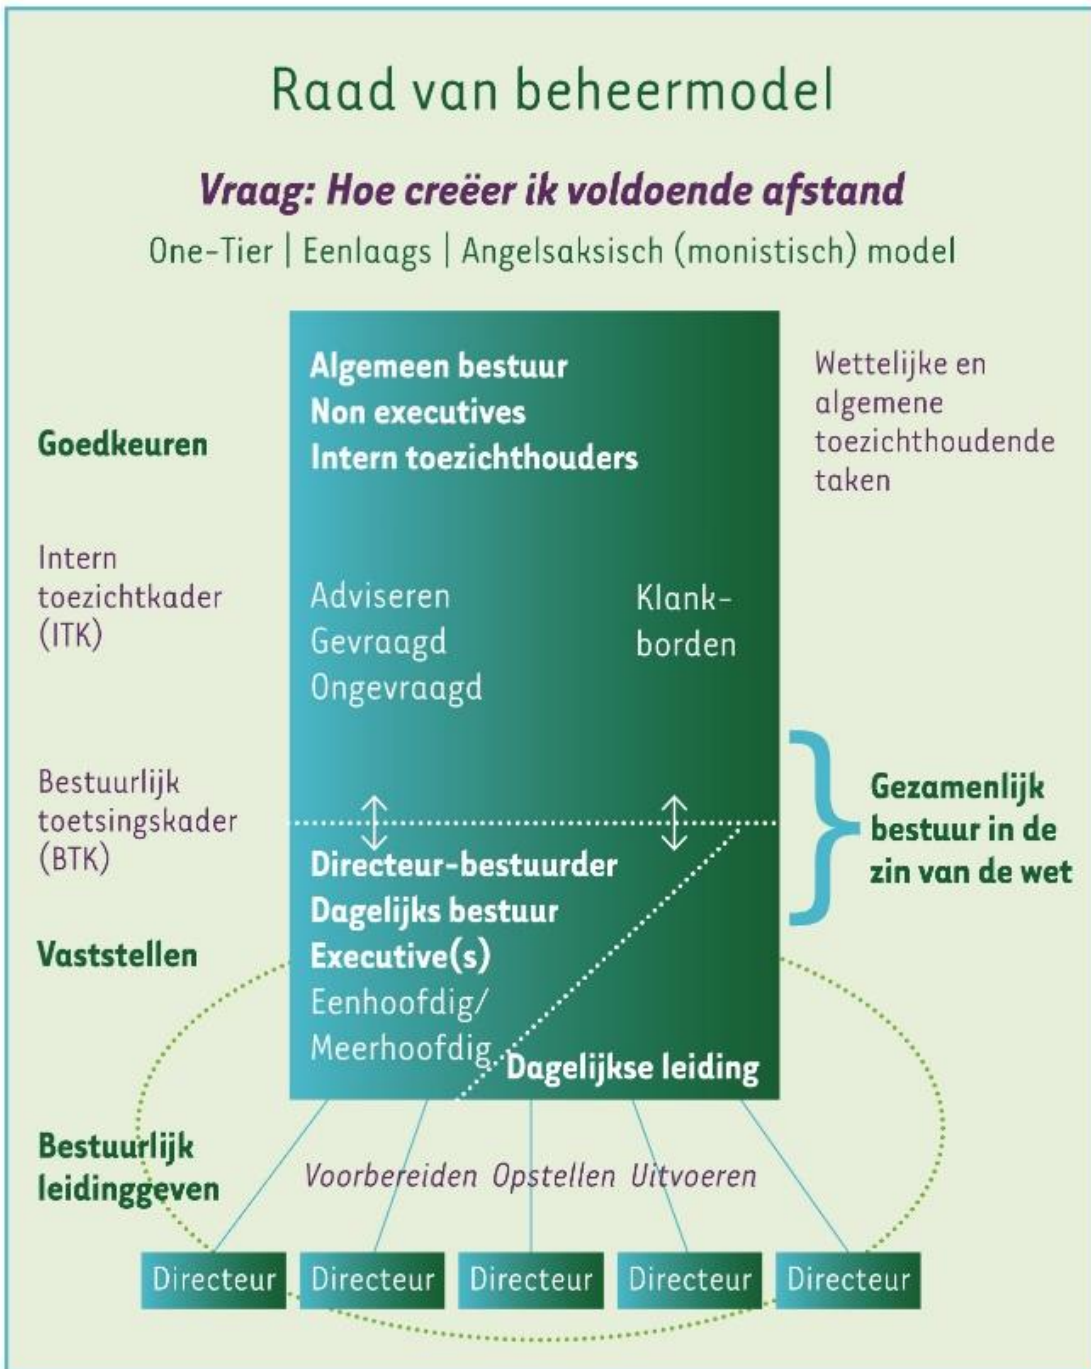 Raad van beheermodel
Vraag: Hoe creëer ik voldoende afstand
One-Tier | Eenlaags | Angelsaksisch (monistisch) model
Algemeen bestuur
Non executives
Intern toezichthouders
Goedkeuren
Wettelijke en
algemene
toezichthoudende
taken
Intern
toezichtkader
(ITK)
Adviseren
Gevraagd
Ongevraagd
Klank-
borden
Bestuurlijk
toetsingskader
(BTK)
Gezamenlijk
bestuur in de
zin van de wet
Directeur-bestuurder
Dagelijks bestuur
Executive(s)
Eenhoofdig/
Meerhoofdig
Vaststellen
Dagelijkse leiding
Bestuurlijk
leidinggeven
Voorbereiden Opstellen Uitvoeren
Directeur
Directeur
Directeur
Directeur
Directeur